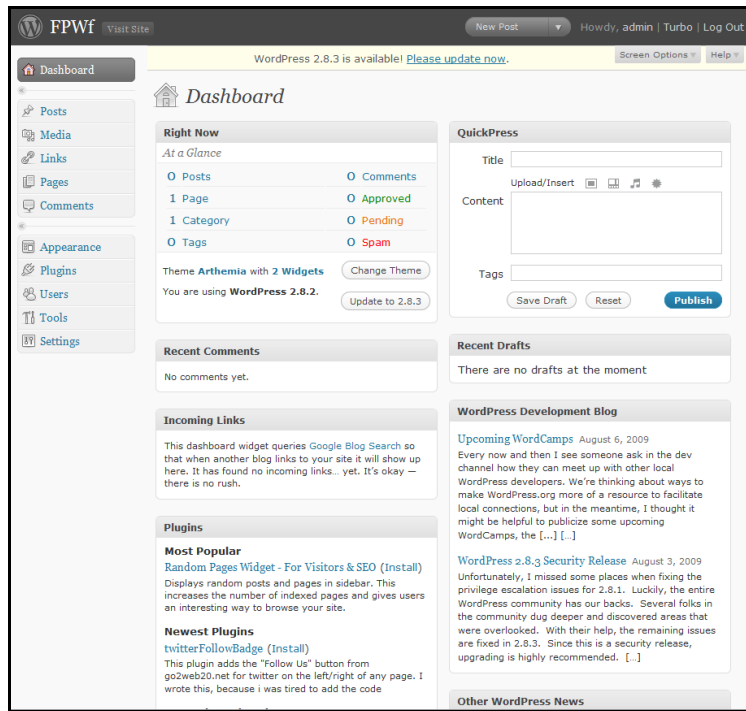 FPWf Visit Site
New Post Howdy, admin | Turbo | Log Out
WordPress 2.8.3 is available! Please update now.
Screen Options Help
Dashboard
Posts
Media
Links
Pages
Comments
Appearance
Plugins
Users
Tools
Settings
Dashboard
Right Now
At a Glance
0 Posts 0 Comments
1 Page 0 Approved
1 Category 0 Pending
0 Tags 0 Spam
Theme Arthemia with 2 Widgets Change Theme
You are using WordPress 2.8.2.
Update to 2.8.3
Recent Comments
No comments yet.
Incoming Links
This dashboard widget queries Google Blog Search so
that when another blog links to your site it will show up
here. It has found no incoming links… yet. It's okay —
there is no rush.
Plugins
Most Popular
Random Pages Widget - For Visitors & SEO (Install)
Displays random posts and pages in sidebar. This
increases the number of indexed pages and gives users
an interesting way to browse your site.
Newest Plugins
twitterFollowBadge (Install)
This plugin adds the "Follow Us" button from
go2web20.net for twitter on the left/right of any page. I
wrote this, because i was tired to add the code
QuickPress
Title
Upload/Insert
Content
Tags
Save Draft Reset Publish
Recent Drafts
There are no drafts at the moment
WordPress Development Blog
Upcoming WordCamps August 6, 2009
Every now and then I see someone ask in the dev
channel how they can meet up with other local
WordPress developers. We're thinking about ways to
make WordPress.org more of a resource to facilitate
local connections, but in the meantime, I thought it
might be helpful to publicize some upcoming
WordCamps, the [...] […]
WordPress 2.8.3 Security Release August 3, 2009
Unfortunately, I missed some places when fixing the
privilege escalation issues for 2.8.1. Luckily, the entire
WordPress community has our backs. Several folks in
the community dug deeper and discovered areas that
were overlooked. With their help, the remaining issues
are fixed in 2.8.3. Since this is a security release,
upgrading is highly recommended. […]
Other WordPress News